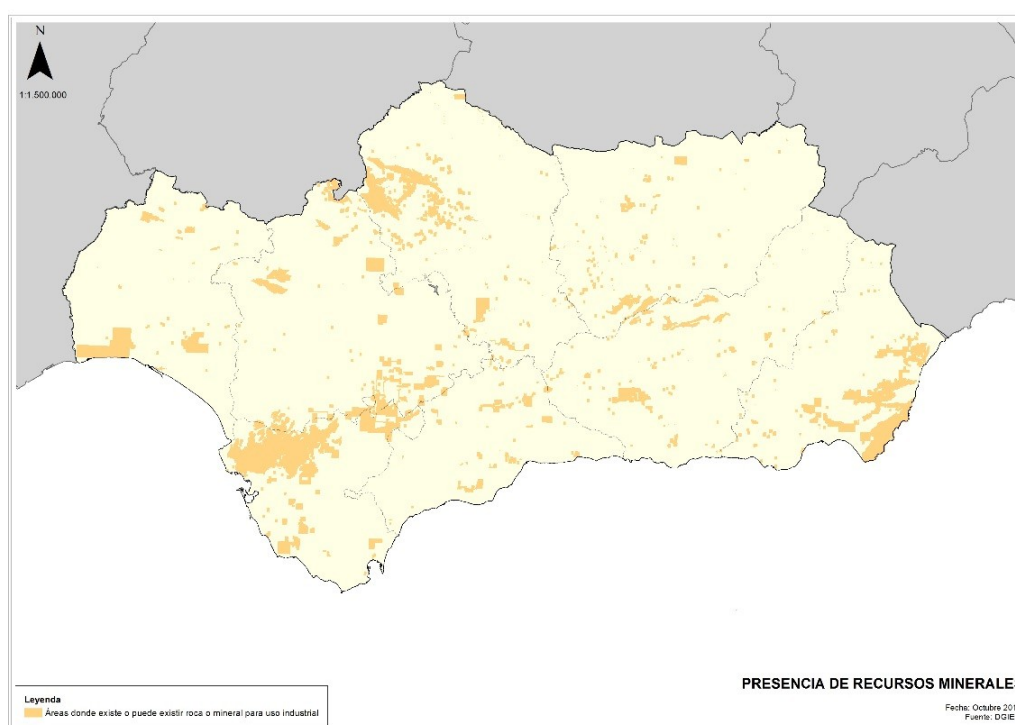 N
1:1.500.000
PRESENCIA DE RECURSOS MINERALE
Leyenda
Áreas donde existe o puede existir roca o mineral para uso industrial
Fecha: Octubre 201
Fuente: DGIE